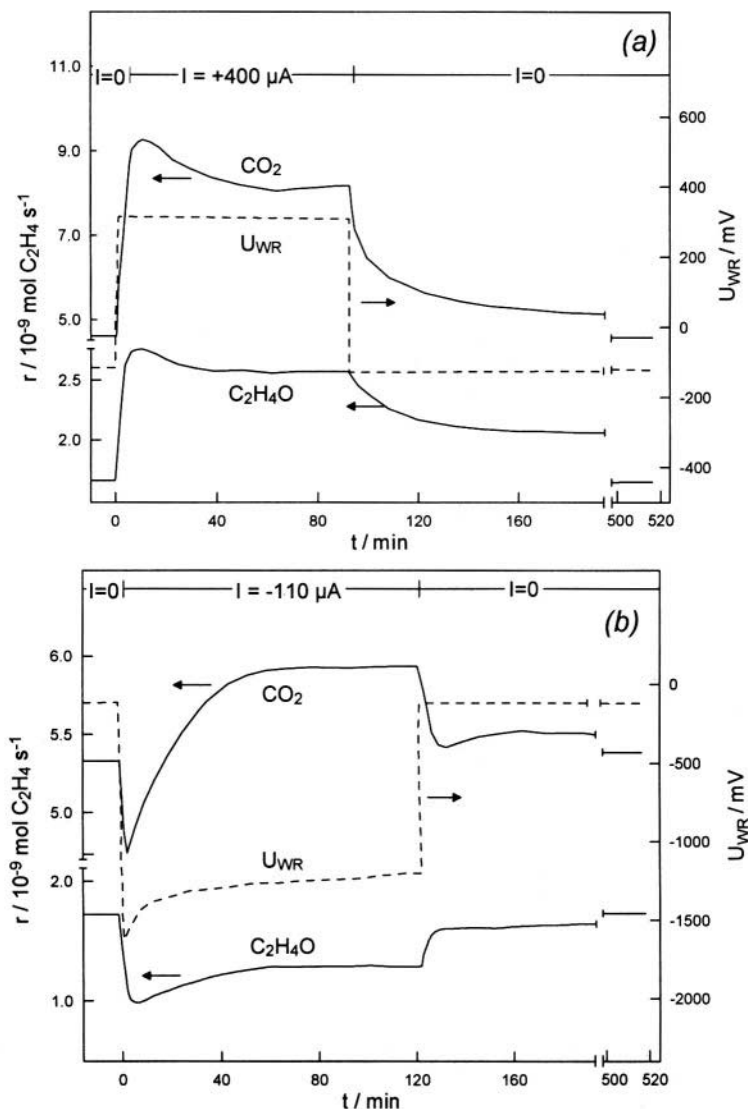 (a)
I=0 I = +400 µA I=0
11.0
9.0
7.0
5.0
2.5
2.0
CO₂
U_WR
C₂H₄O
600
400
200
0
-200
-400
r / 10⁻⁹ mol C₂H₄ s⁻¹
U_WR / mV
0 40 80 120 160 500 520
t / min
(b)
I=0 I = -110 µA I=0
6.0
5.5
5.0
2.0
1.0
CO₂
U_WR
C₂H₄O
0
-500
-1000
-1500
-2000
r / 10⁻⁹ mol C₂H₄ s⁻¹
U_WR / mV
0 40 80 120 160 500 520
t / min